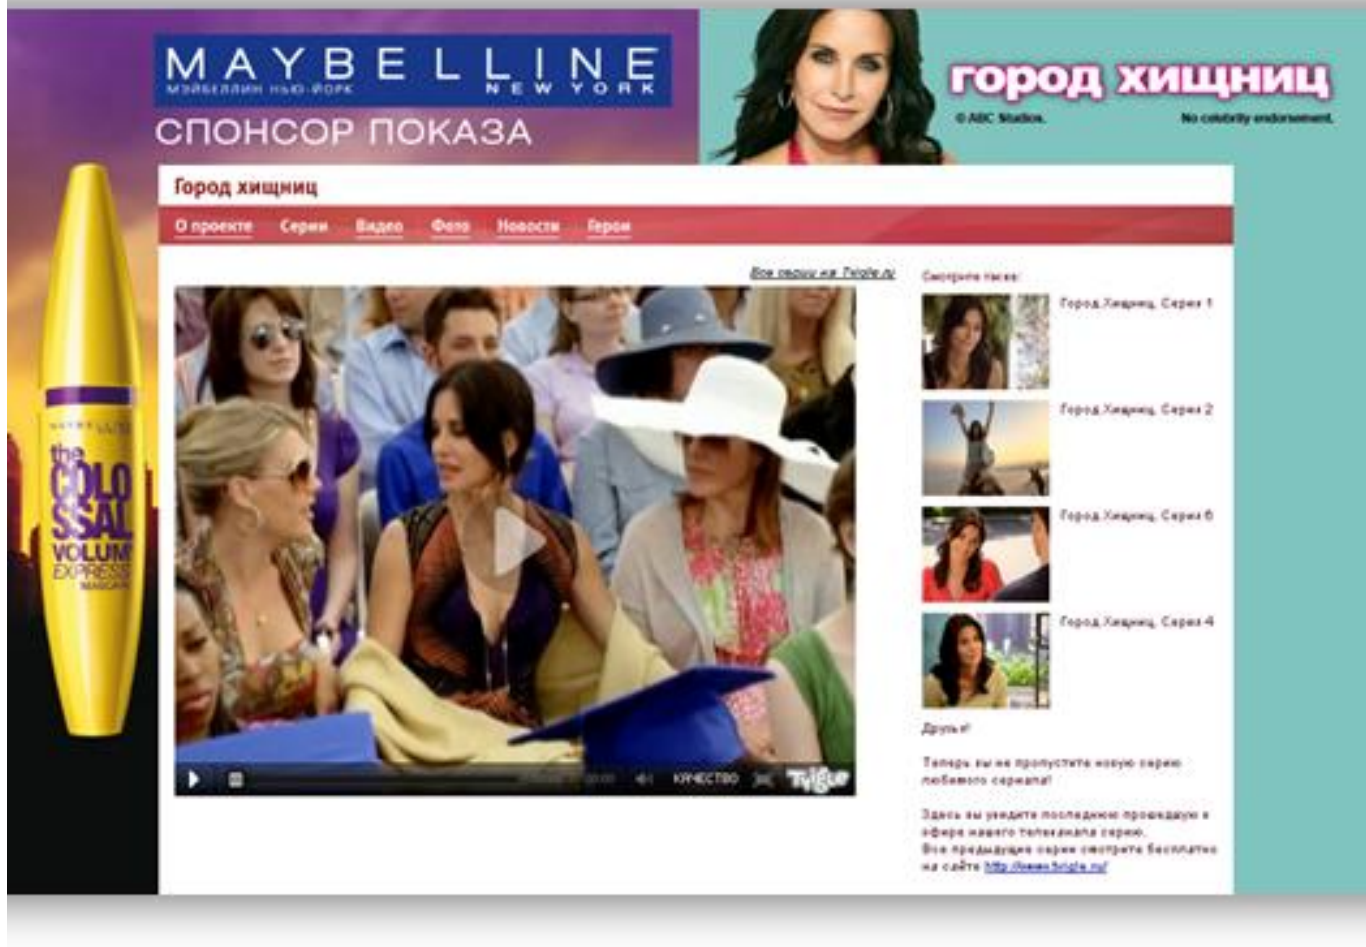 MAYBELLINE
МЭЙБЕЛЛИН НЬЮ-ЙОРК NEW YORK
СПОНСОР ПОКАЗА
город хищниц
© ABC Studios. No celebrity endorsement.
Город хищниц
О проекте Серии Видео Фото Новости Герои
Все серии на Tvigle.ru
Смотрите также:
Город Хищниц. Серия 1
Город Хищниц. Серия 2
Город Хищниц. Серия 6
Город Хищниц. Серия 4
MAYBELLINE
the
COLO
SSAL
VOLUM'
EXPRESS
MASCARA
КАЧЕСТВО Tvigle
Друзья!
Теперь вы не пропустите новую серию
любимого сериала!
Здесь вы увидите последнюю прошедшую в
эфире нашего телеканала серию.
Все предыдущие серии смотрите бесплатно
на сайте http://www.tvigle.ru/